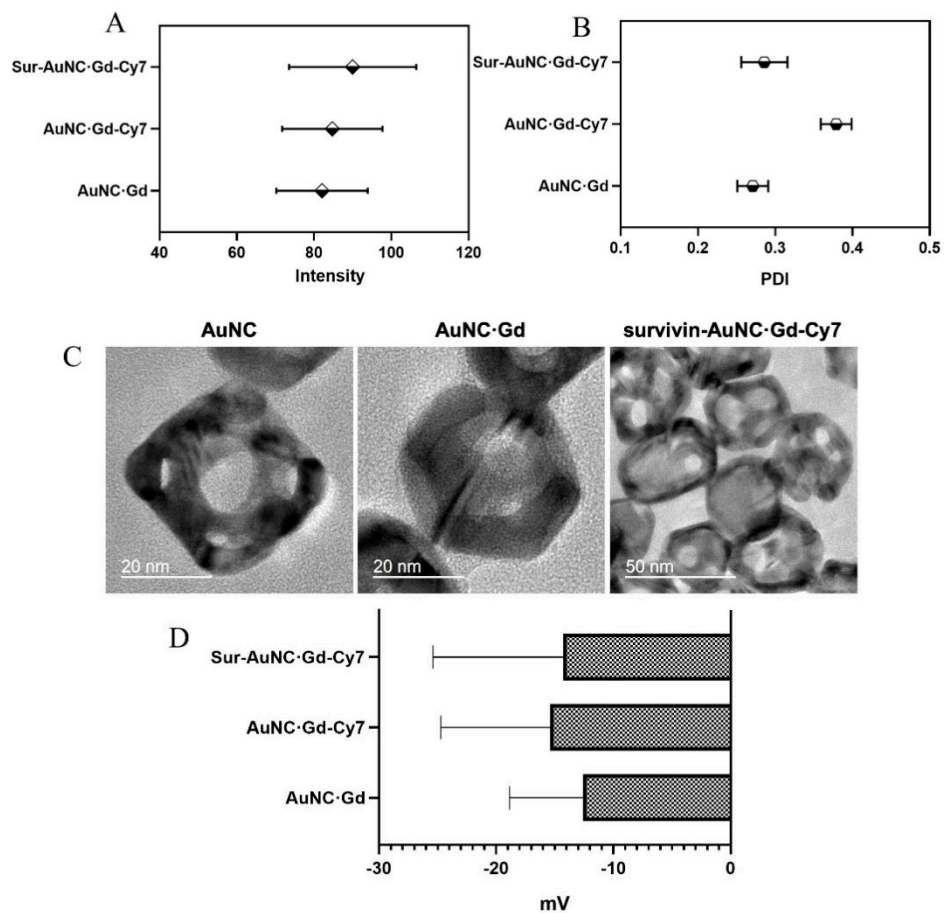 A
Sur-AuNC·Gd-Cy7
AuNC·Gd-Cy7
AuNC·Gd
40 60 80 100 120
Intensity
B
Sur-AuNC·Gd-Cy7
AuNC·Gd-Cy7
AuNC·Gd
0.1 0.2 0.3 0.4 0.5
PDI
C
AuNC AuNC·Gd survivin-AuNC·Gd-Cy7
20 nm 20 nm 50 nm
D
Sur-AuNC·Gd-Cy7
AuNC·Gd-Cy7
AuNC·Gd
-30 -20 -10 0
mV